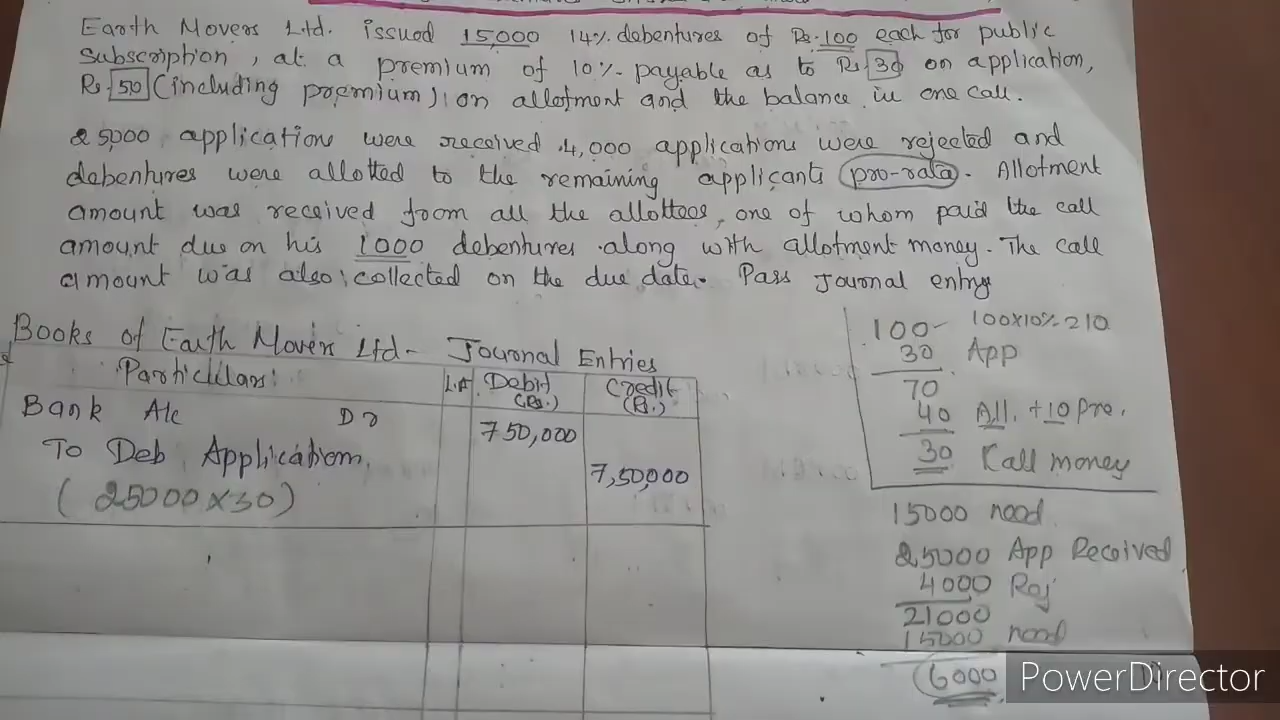 Earth Movers Ltd. issued 15,000 14% debentures of Rs.100 each for public
Subscription, at a premium of 10% payable as to Rs 30 on application,
Rs 50 (including premium) on allotment and the balance in one call.
25,000 applications were received 4,000 applications were rejected and
debentures were allotted to the remaining applicants pro-rata. Allotment
amount was received from all the allottees, one of whom paid the call
amount due on his 1000 debentures along with allotment money. The call
amount was also collected on the due date. Pass Journal entry
Books of Earth Movers Ltd- Journal Entries
Particulars: L.F Debit (Rs.) Credit (Rs.)
Bank A/c Dr 750,000
To Deb Application 7,50,000
(25000x30)
100 100x10%=10
30 App
70
40 All. +10 pre.
30 Call money
15000 need
25000 App Received
4000 Rej
21000
15000 need
6000
PowerDirector